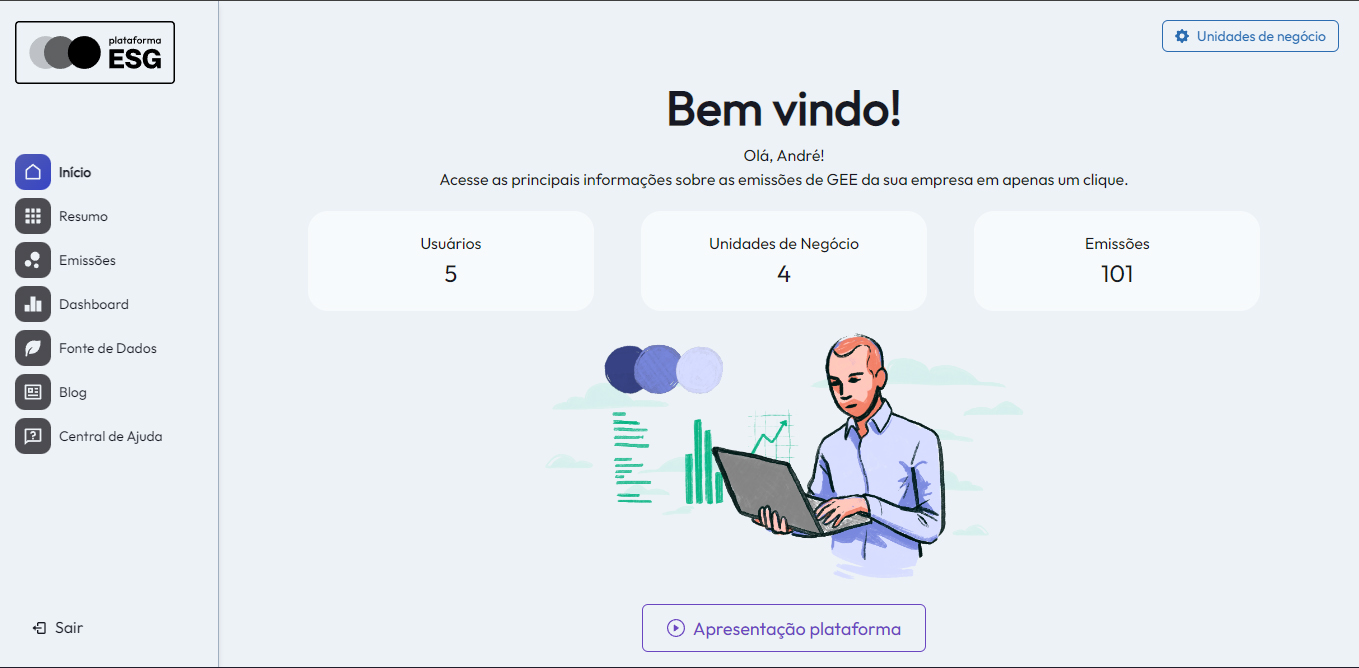 plataforma
ESG
Início
Resumo
Emissões
Dashboard
Fonte de Dados
Blog
Central de Ajuda
Sair
Unidades de negócio
Bem vindo!
Olá, André!
Acesse as principais informações sobre as emissões de GEE da sua empresa em apenas um clique.
Usuários
5
Unidades de Negócio
4
Emissões
101
Apresentação plataforma